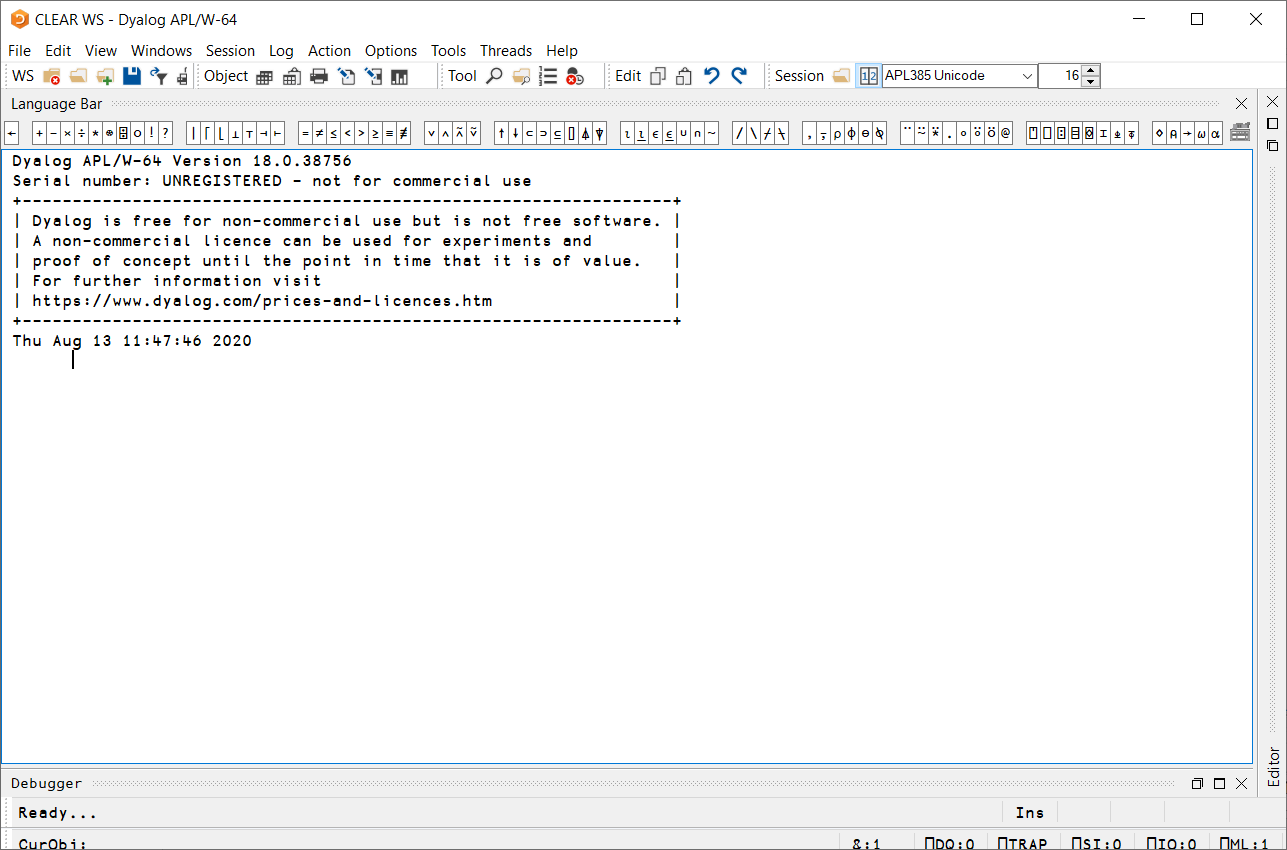 CLEAR WS - Dyalog APL/W-64
File Edit View Windows Session Log Action Options Tools Threads Help
WS Object Tool Edit Session APL385 Unicode 16
Language Bar
← + - × ÷ * ⍟ ⌹ ○ ! ? | ⌈ ⌊ ⊥ ⊤ ⊣ ⊢ = ≠ ≤ < > ≥ ≡ ≢ ∨ ∧ ⍲ ⍱ ↑ ↓ ⊂ ⊃ ⊆ ⌷ ⍋ ⍒ ⍳ ⍸ ∊ ⍷ ∪ ∩ ~ / \ ⌿ ⍀ , ⍪ ⍴ ⌽ ⊖ ⍉ ¨ ⍨ ⍣ . ∘ ⍤ ⍥ @ ⍞ ⎕ ⍠ ⌸ ⌺ ⌶ ⍎ ⍕ ⋄ ⍝ → ⍵ ⍺
Dyalog APL/W-64 Version 18.0.38756
Serial number: UNREGISTERED - not for commercial use
+-----------------------------------------------------------------+
| Dyalog is free for non-commercial use but is not free software. |
| A non-commercial licence can be used for experiments and        |
| proof of concept until the point in time that it is of value.   |
| For further information visit                                   |
| https://www.dyalog.com/prices-and-licences.htm                  |
+-----------------------------------------------------------------+
Thu Aug 13 11:47:46 2020
Editor
Debugger
Ready... Ins
CurObj: &:1 ⎕DQ:0 ⎕TRAP ⎕SI:0 ⎕IO:0 ⎕ML:1